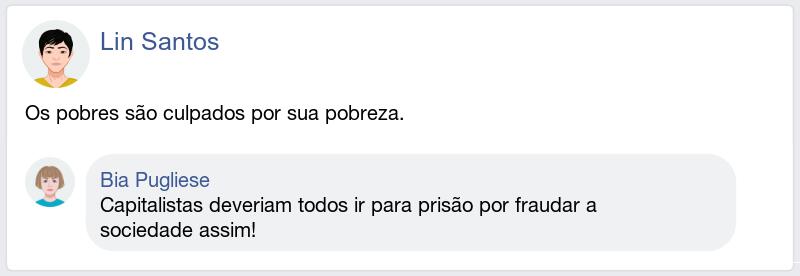 Lin Santos
Os pobres são culpados por sua pobreza.
Bia Pugliese
Capitalistas deveriam todos ir para prisão por fraudar a
sociedade assim!